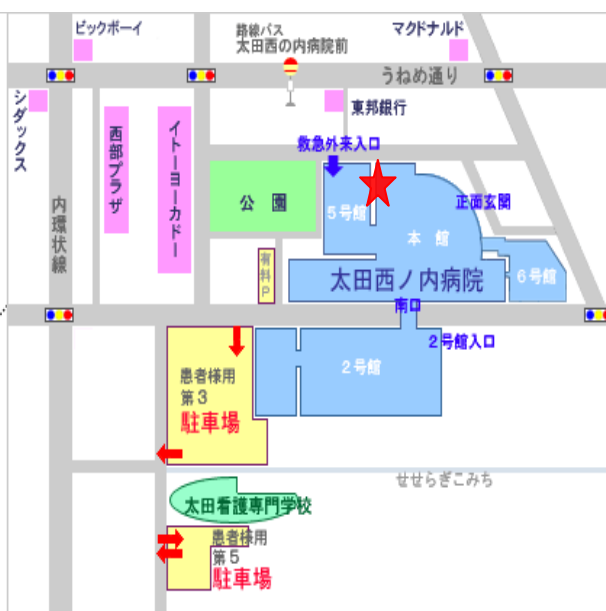 ビックボーイ
路線バス
太田西の内病院前
マクドナルド
うねめ通り
シダックス
東邦銀行
西部プラザ
イトーヨーカドー
救急外来入口
公園
5号館
本館
正面玄関
内環状線
有料P
太田西ノ内病院
6号館
南口
2号館入口
2号館
患者様用
第3
駐車場
せせらぎこみち
太田看護専門学校
患者様用
第5
駐車場